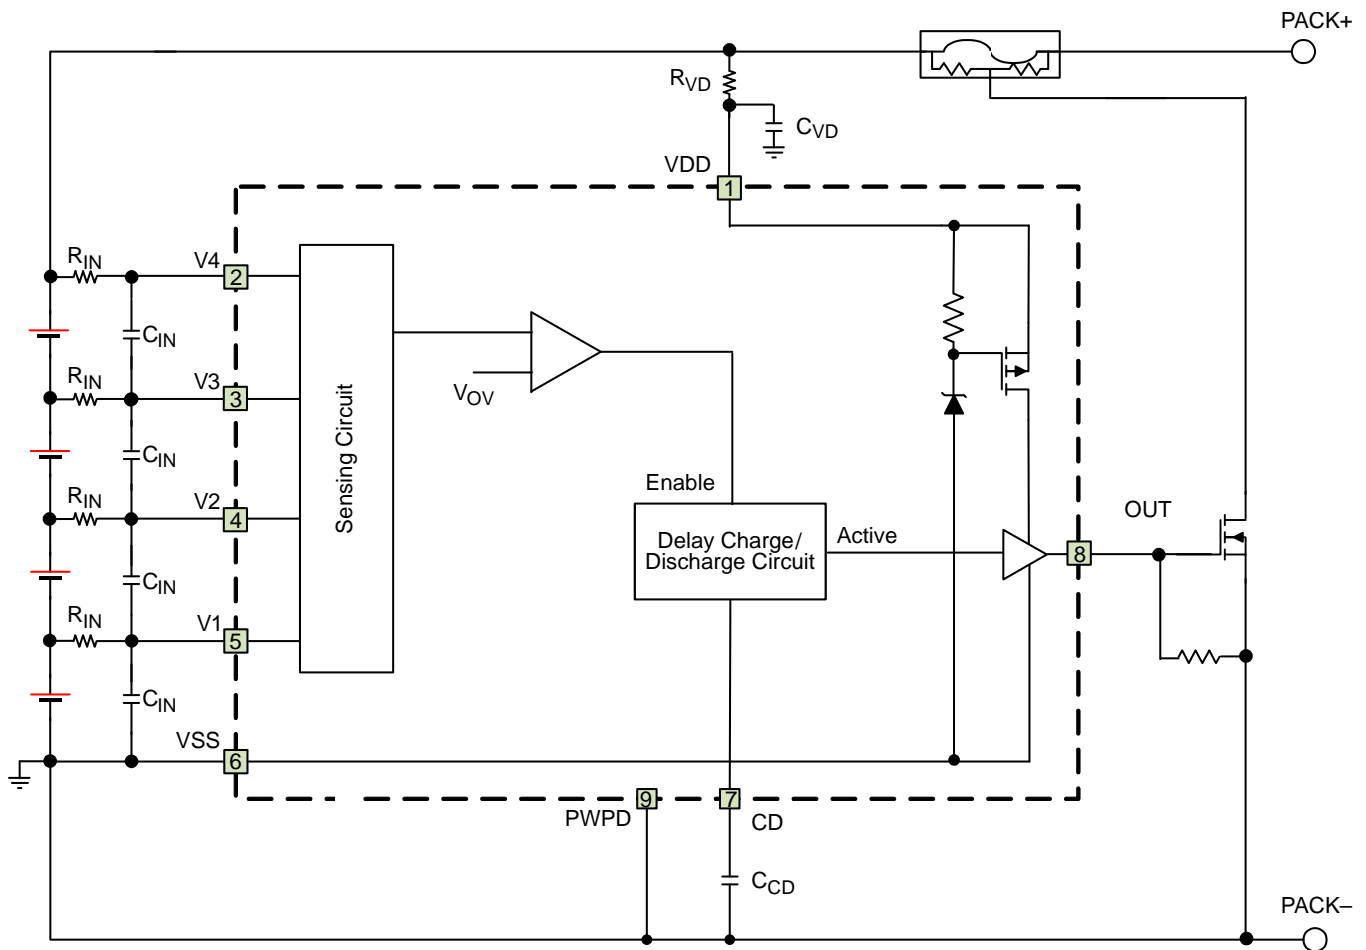 PACK+
RVD
CVD
VDD
1
RIN
V4
2
CIN
RIN
V3
3
VOV
Sensing Circuit
CIN
RIN
V2
4
Enable
OUT
Delay Charge/
Discharge Circuit
Active
8
CIN
RIN
V1
5
CIN
VSS
6
9
7
PWPD
CD
CCD
PACK–